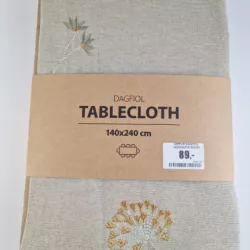 DAGFIOL
TABLECLOTH
140x240 cm
89,-